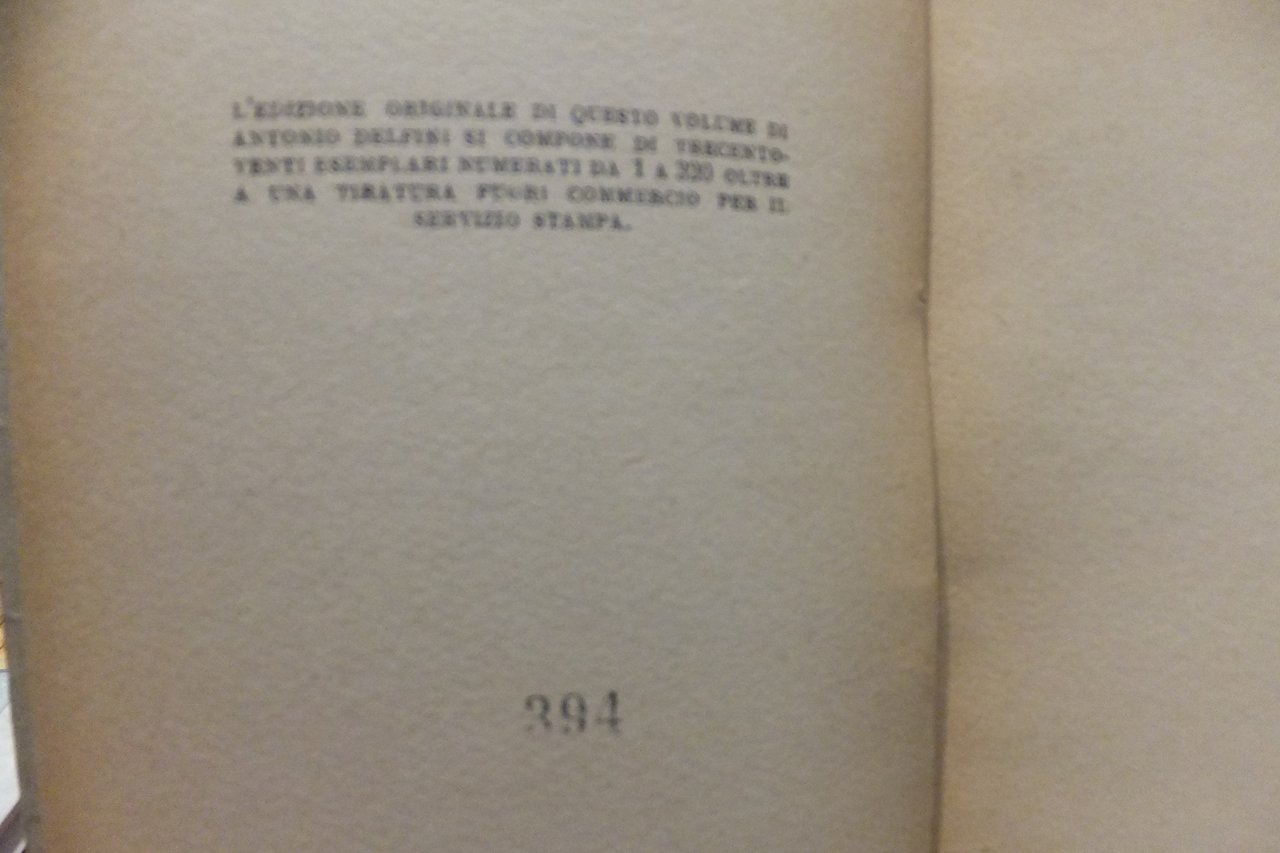 L'EDIZIONE ORIGINALE DI QUESTO VOLUME DI
ANTONIO DELFINI SI COMPONE DI TRECENTO-
VENTI ESEMPLARI NUMERATI DA 1 A 320 OLTRE
A UNA TIRATURA FUORI COMMERCIO PER IL
SERVIZIO STAMPA.
394